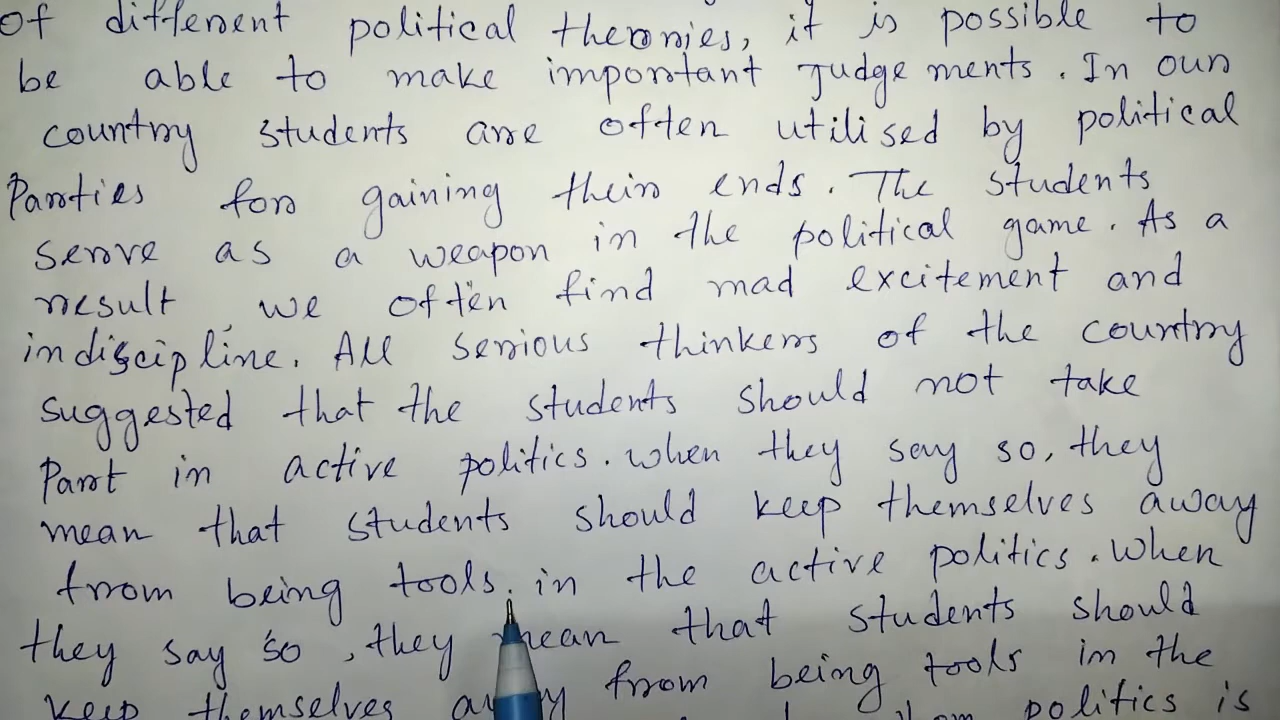 of different political theories, it is possible to
be able to make important Judge ments. In our
country students are often utilised by political
Parties for gaining their ends. The students
serve as a weapon in the political game. As a
result, we often find mad excitement and
indiscipline. All serious thinkers of the country
suggested that the students should not take
Part in active politics. when they say so, they
mean that students should keep themselves away
from being tools. in the active politics. When
they say so, they mean that students should
keep themselves away from being tools in the
politics is